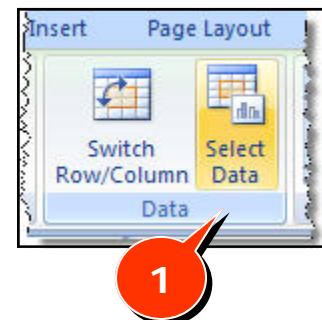 Insert Page Layout
Switch Select
Row/Column Data
Data
1